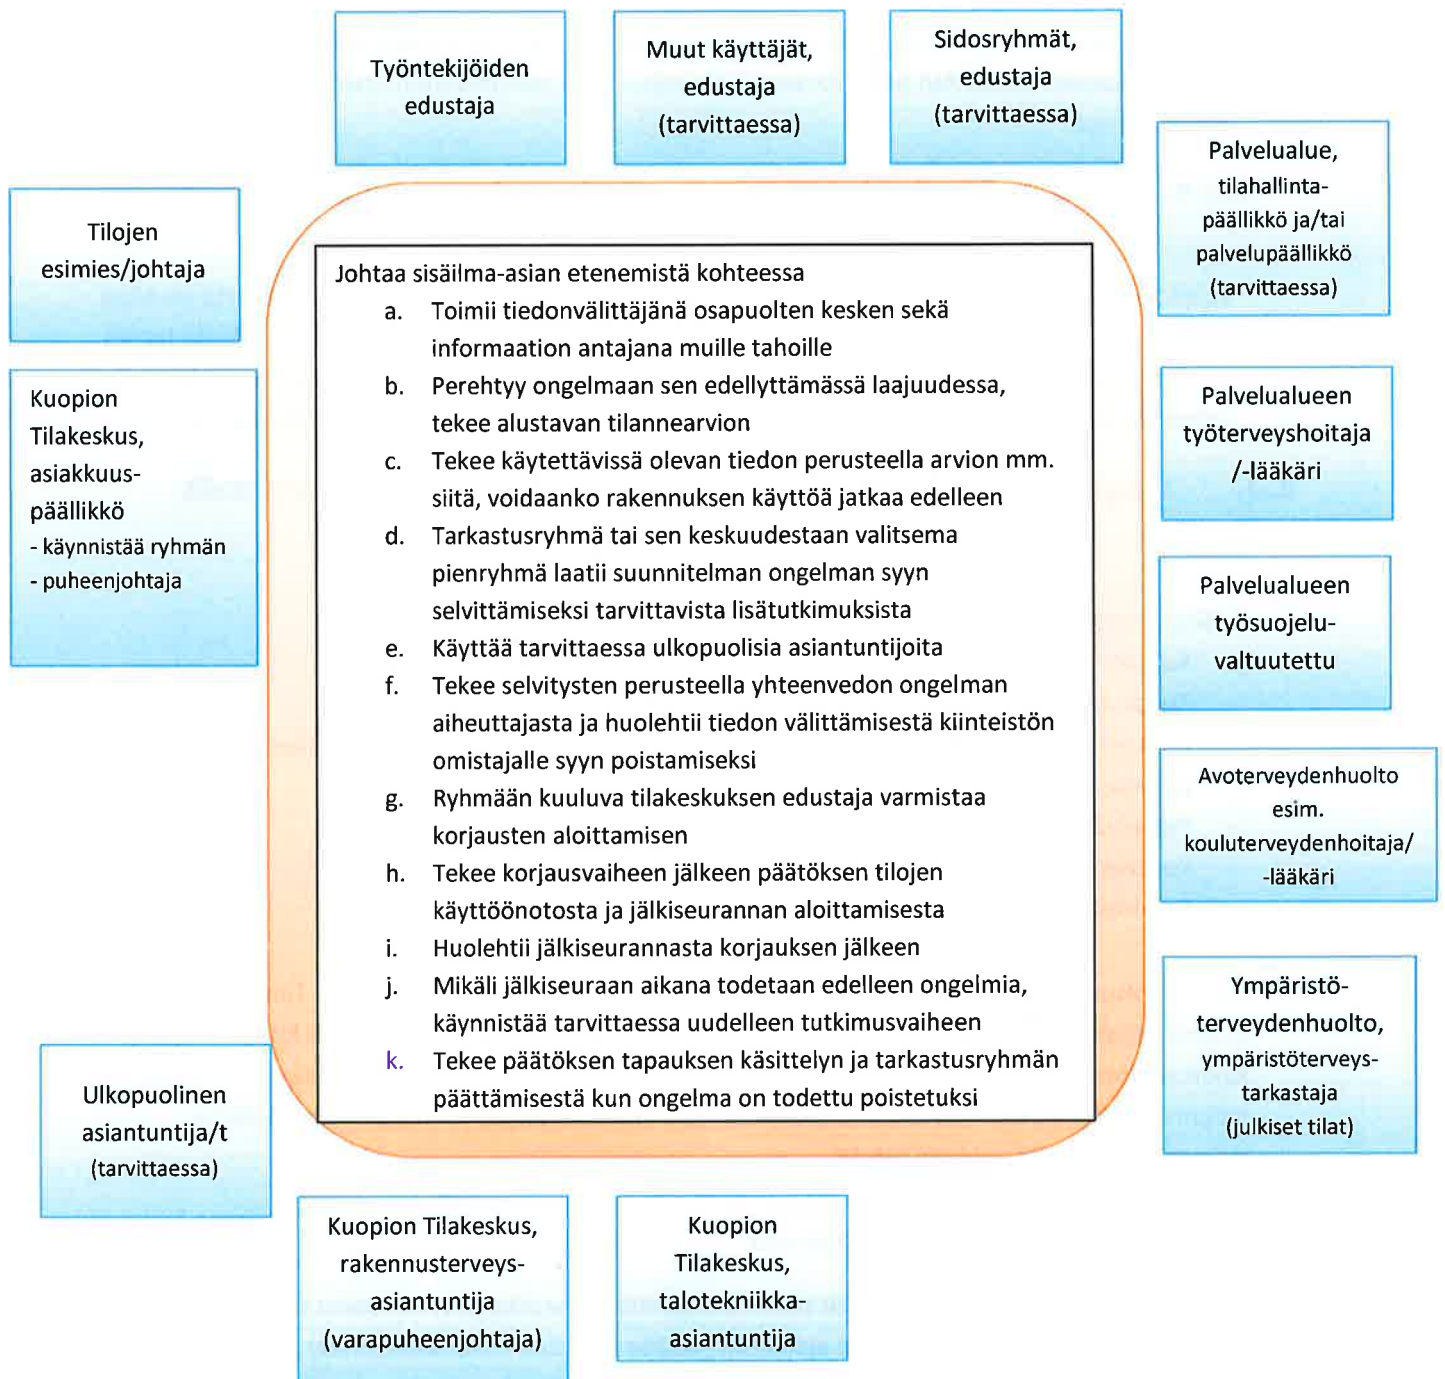 Työntekijöiden
edustaja
Muut käyttäjät,
edustaja
(tarvittaessa)
Sidosryhmät,
edustaja
(tarvittaessa)
Palvelualue,
tilahallinta-
päällikkö ja/tai
palvelupäällikkö
(tarvittaessa)
Tilojen
esimies/johtaja
Kuopion
Tilakeskus,
asiakkuus-
päällikkö
- käynnistää ryhmän
- puheenjohtaja
Johtaa sisäilma-asian etenemistä kohteessa
a. Toimii tiedonvälittäjänä osapuolten kesken sekä
informaation antajana muille tahoille
b. Perehtyy ongelmaan sen edellyttämässä laajuudessa,
tekee alustavan tilannearvion
c. Tekee käytettävissä olevan tiedon perusteella arvion mm.
siitä, voidaanko rakennuksen käyttöä jatkaa edelleen
d. Tarkastusryhmä tai sen keskuudestaan valitsema
pienryhmä laatii suunnitelman ongelman syyn
selvittämiseksi tarvittavista lisätutkimuksista
e. Käyttää tarvittaessa ulkopuolisia asiantuntijoita
f. Tekee selvitysten perusteella yhteenvedon ongelman
aiheuttajasta ja huolehtii tiedon välittämisestä kiinteistön
omistajalle syyn poistamiseksi
g. Ryhmään kuuluva tilakeskuksen edustaja varmistaa
korjausten aloittamisen
h. Tekee korjausvaiheen jälkeen päätöksen tilojen
käyttöönotosta ja jälkiseurannan aloittamisesta
i. Huolehtii jälkiseurannasta korjauksen jälkeen
j. Mikäli jälkiseuraan aikana todetaan edelleen ongelmia,
käynnistää tarvittaessa uudelleen tutkimusvaiheen
k. Tekee päätöksen tapauksen käsittelyn ja tarkastusryhmän
päättämisestä kun ongelma on todettu poistetuksi
Palvelualueen
työterveyshoitaja
/-lääkäri
Palvelualueen
työsuojelu-
valtuutettu
Avoterveydenhuolto
esim.
kouluterveydenhoitaja/
-lääkäri
Ympäristö-
terveydenhuolto,
ympäristöterveys-
tarkastaja
(julkiset tilat)
Ulkopuolinen
asiantuntija/t
(tarvittaessa)
Kuopion Tilakeskus,
rakennusterveys-
asiantuntija
(varapuheenjohtaja)
Kuopion
Tilakeskus,
talotekniikka-
asiantuntija